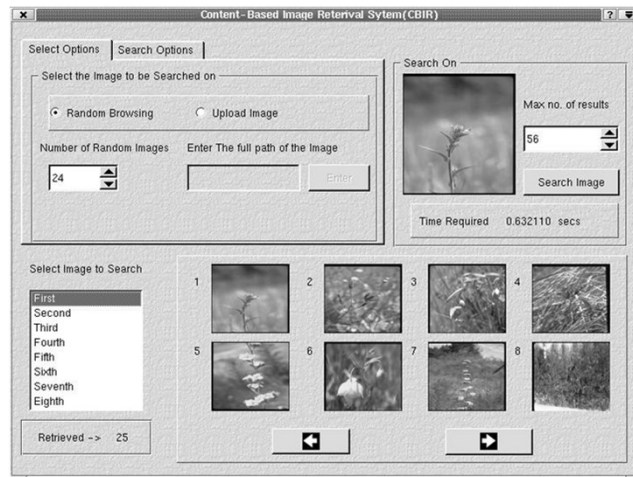 Content-Based Image Reterival Sytem(CBIR)
Select Options
Search Options
Select the Image to be Searched on
Random Browsing
Upload Image
Number of Random Images
Enter The full path of the Image
24
Enter
Search On
Max no. of results
56
Search Image
Time Required 0.632110 secs
Select Image to Search
First
Second
Third
Fourth
Fifth
Sixth
Seventh
Eighth
Retrieved -> 25
1
2
3
4
5
6
7
8